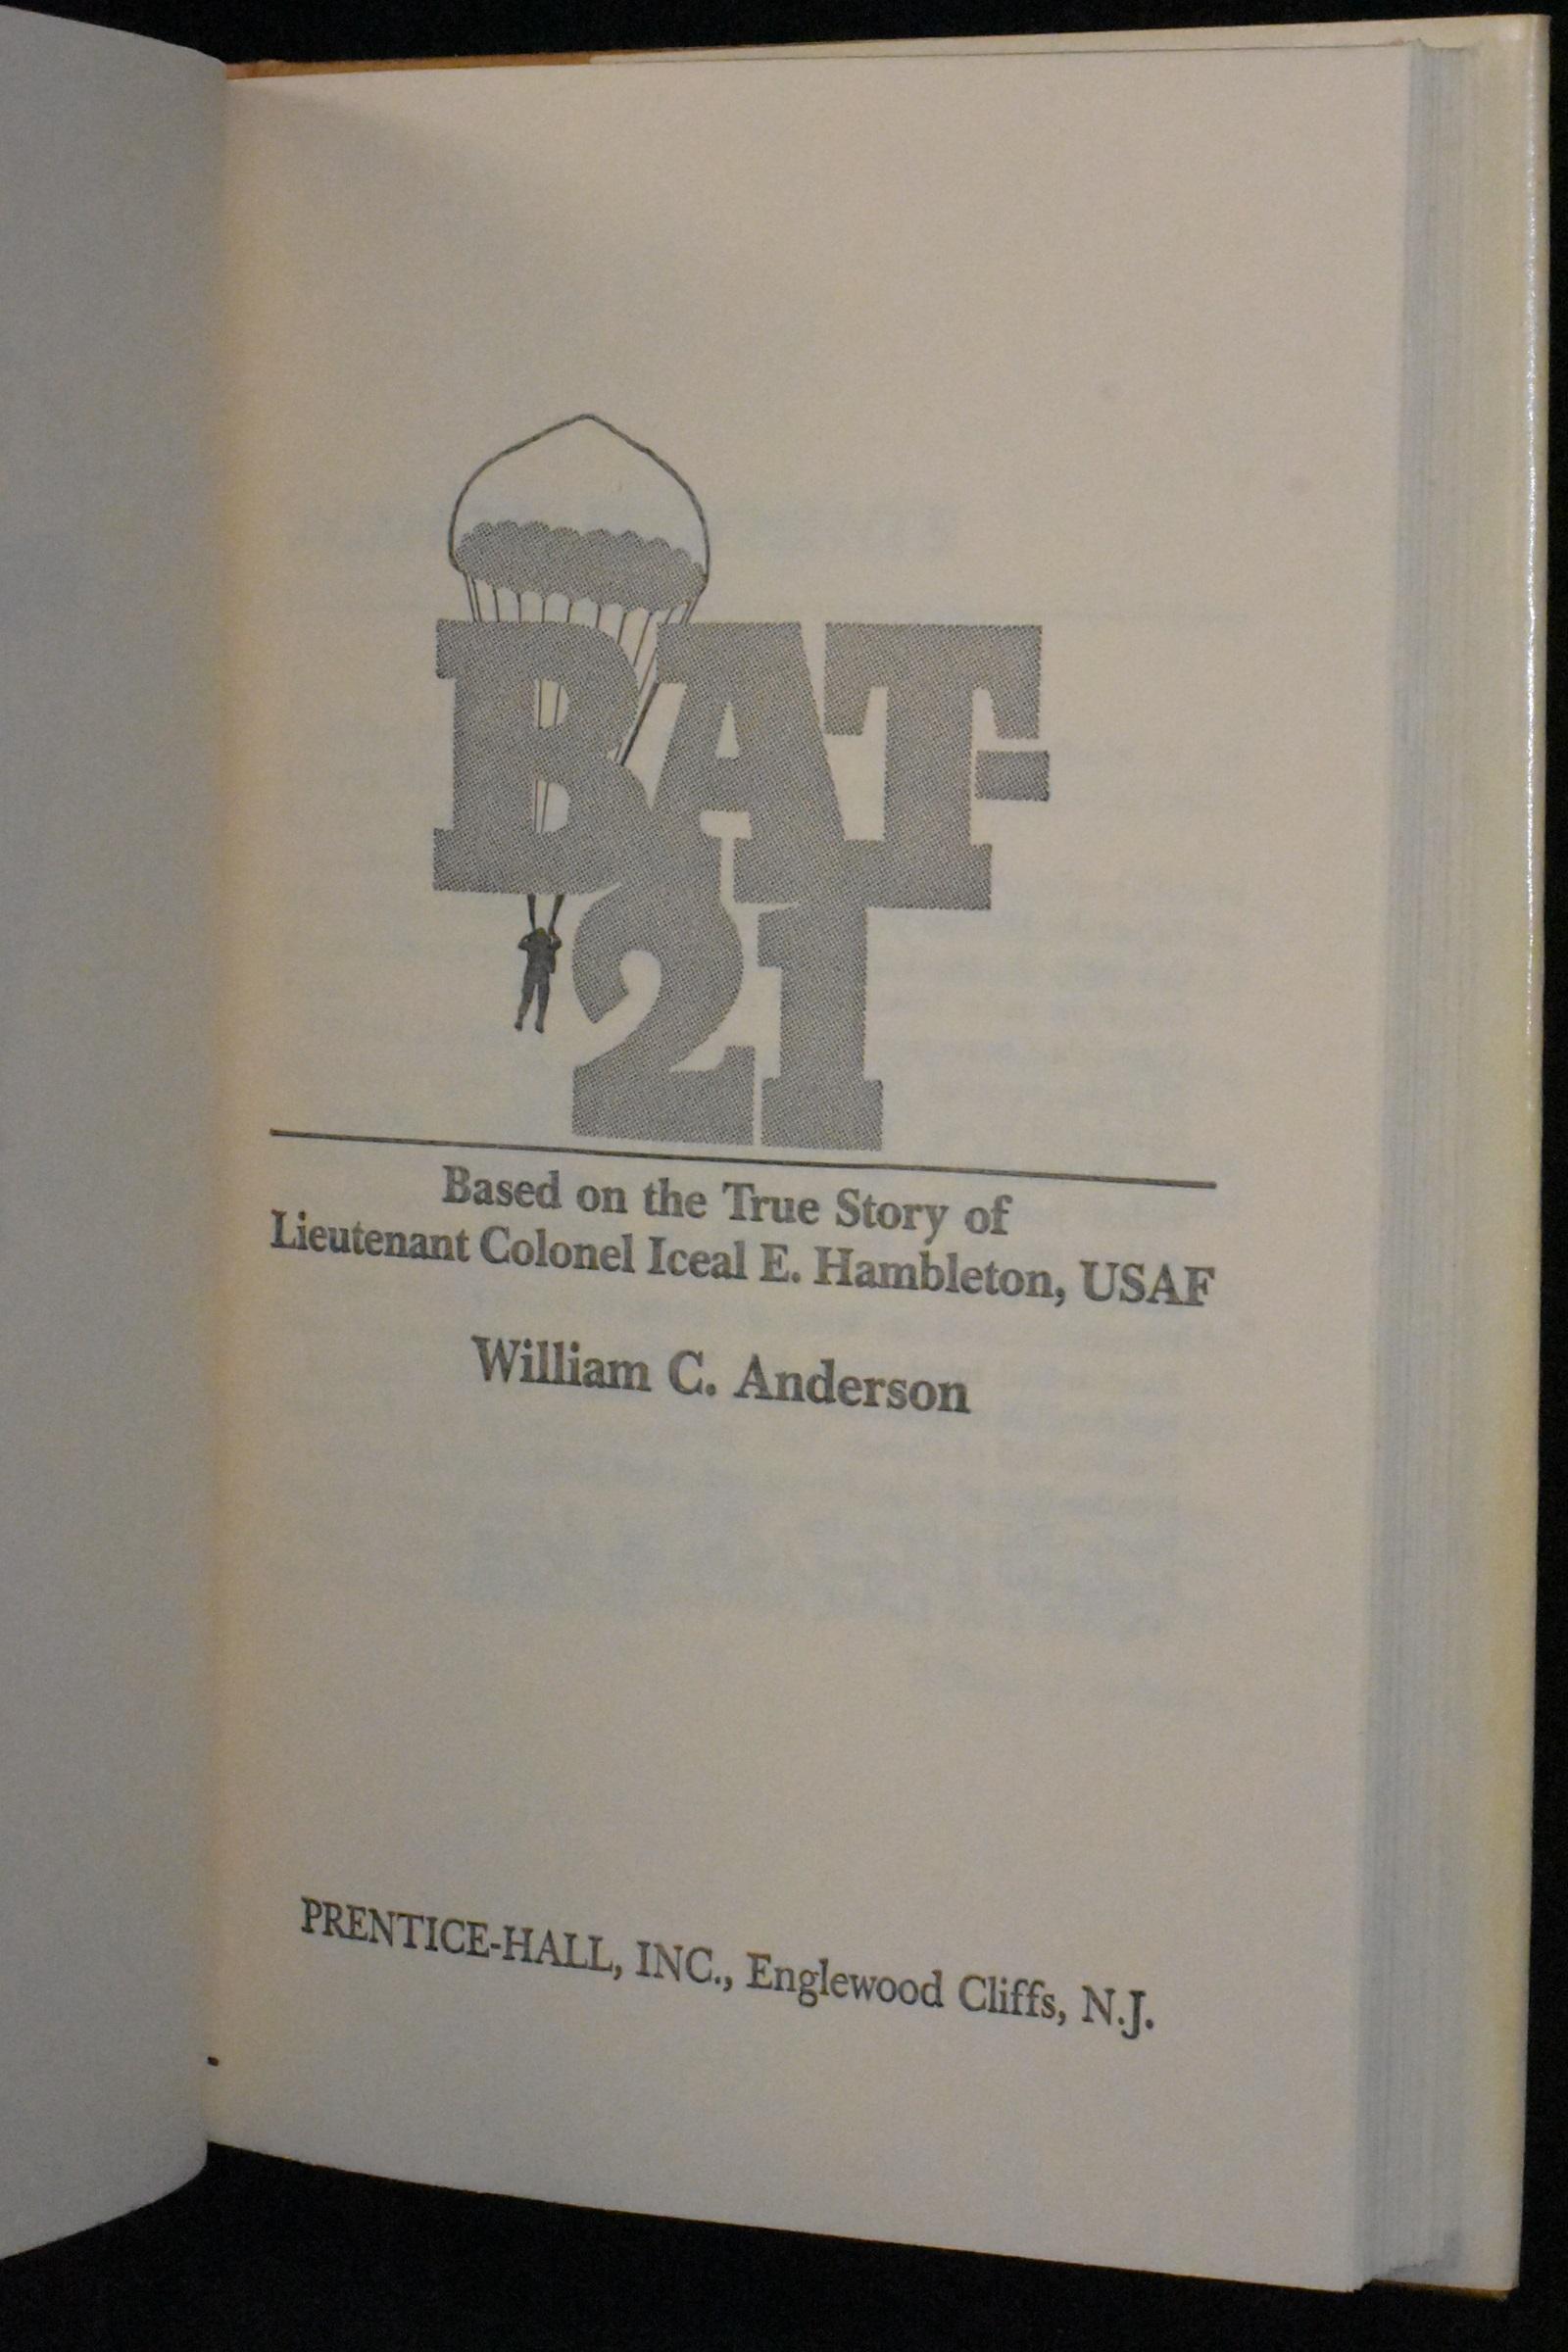 BAT-
21
Based on the True Story of
Lieutenant Colonel Iceal E. Hambleton, USAF
William C. Anderson
PRENTICE-HALL, INC., Englewood Cliffs, N.J.